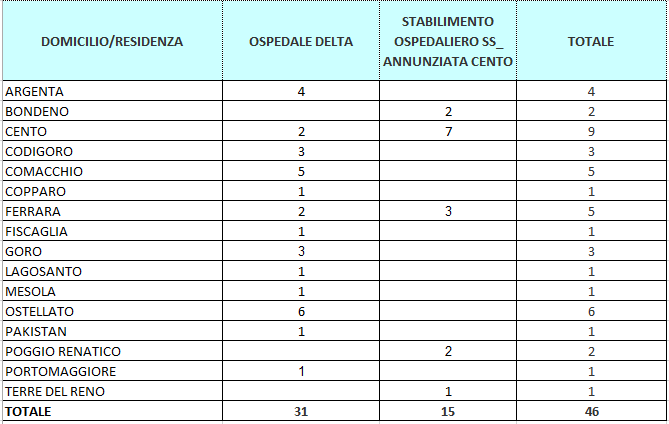 DOMICILIO/RESIDENZA OSPEDALE DELTA STABILIMENTO OSPEDALIERO SS_ ANNUNZIATA CENTO TOTALE
ARGENTA 4 4
BONDENO 2 2
CENTO 2 7 9
CODIGORO 3 3
COMACCHIO 5 5
COPPARO 1 1
FERRARA 2 3 5
FISCAGLIA 1 1
GORO 3 3
LAGOSANTO 1 1
MESOLA 1 1
OSTELLATO 6 6
PAKISTAN 1 1
POGGIO RENATICO 2 2
PORTOMAGGIORE 1 1
TERRE DEL RENO 1 1
TOTALE 31 15 46